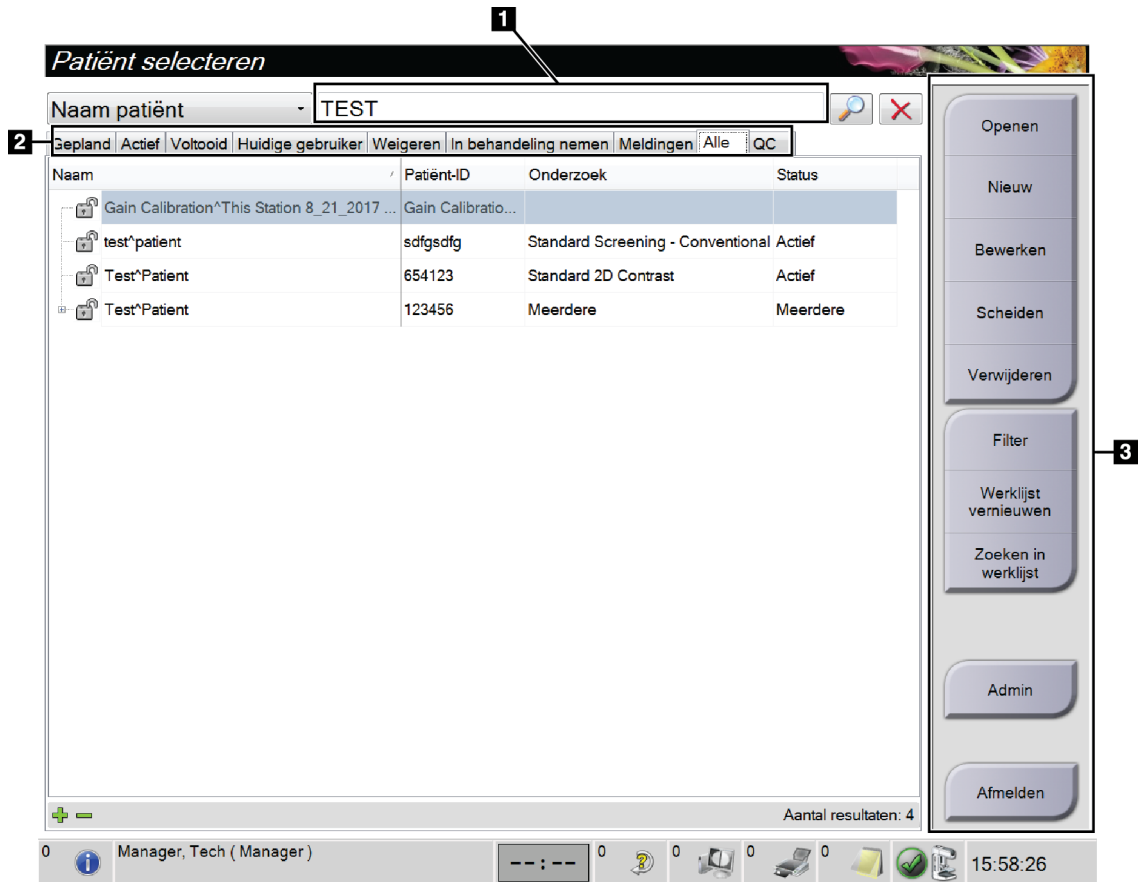 1
Patiënt selecteren
Naam patiënt TEST
2
Gepland Actief Voltooid Huidige gebruiker Weigeren In behandeling nemen Meldingen Alle QC
Naam Patiënt-ID Onderzoek Status
Gain Calibration^This Station 8_21_2017 ... Gain Calibratio...
test^patient sdfgsdfg Standard Screening - Conventional Actief
Test^Patient 654123 Standard 2D Contrast Actief
Test^Patient 123456 Meerdere Meerdere
Openen
Nieuw
Bewerken
Scheiden
Verwijderen
Filter
3
Werklijst
vernieuwen
Zoeken in
werklijst
Admin
Afmelden
Aantal resultaten: 4
0 Manager, Tech ( Manager ) --:-- 0 0 0 0 15:58:26